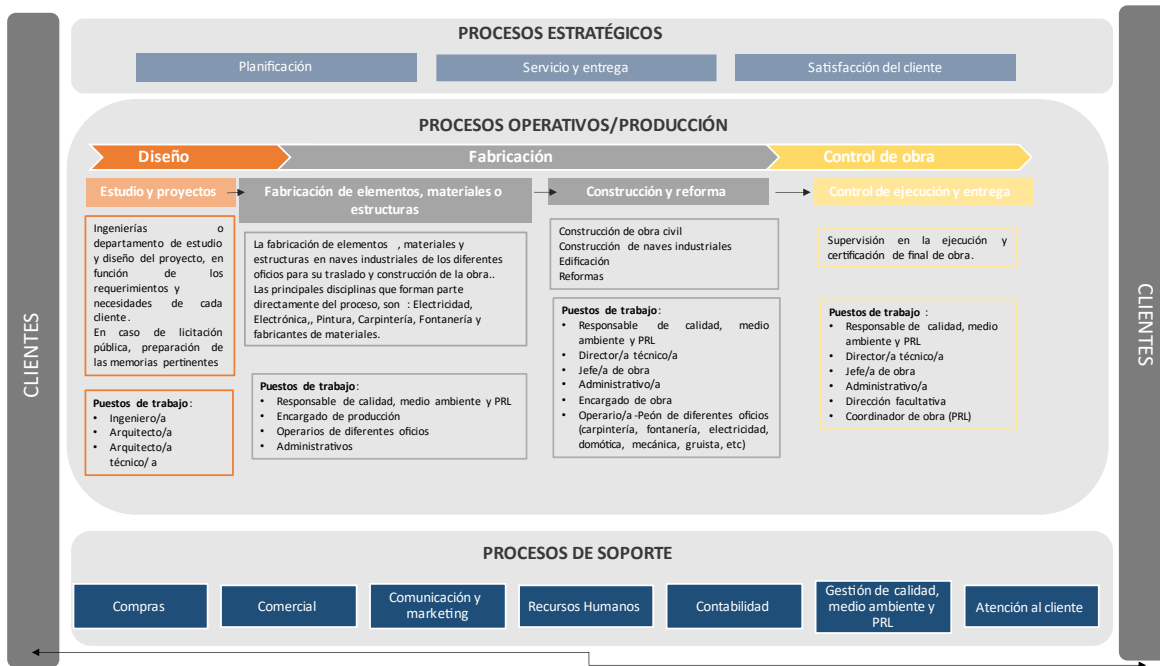 CLIENTES
PROCESOS ESTRATÉGICOS
Planificación
Servicio y entrega
Satisfacción del cliente
PROCESOS OPERATIVOS/PRODUCCIÓN
Diseño
Fabricación
Control de obra
Estudio y proyectos
Fabricación de elementos, materiales o
estructuras
Construcción y reforma
Control de ejecución y entrega
Ingenierías o
departamento de estudio
y diseño del proyecto, en
función de los
requerimientos y
necesidades de cada
cliente.
En caso de licitación
pública, preparación de
las memorias pertinentes
Puestos de trabajo:
• Ingeniero/a
• Arquitecto/a
• Arquitecto/a
técnico/ a
La fabricación de elementos , materiales y
estructuras en naves industriales de los diferentes
oficios para su traslado y construcción de la obra..
Las principales disciplinas que forman parte
directamente del proceso, son : Electricidad,
Electrónica,, Pintura, Carpintería, Fontanería y
fabricantes de materiales.
Puestos de trabajo:
• Responsable de calidad, medio ambiente y PRL
• Encargado de producción
• Operarios de diferentes oficios
• Administrativos
Construcción de obra civil
Construcción de naves industriales
Edificación
Reformas
Puestos de trabajo:
• Responsable de calidad, medio
ambiente y PRL
• Director/a técnico/a
• Jefe/a de obra
• Administrativo/a
• Encargado de obra
• Operario/a -Peón de diferentes oficios
(carpintería, fontanería, electricidad,
domótica, mecánica, gruista, etc)
Supervisión en la ejecución y
certificación de final de obra.
Puestos de trabajo :
• Responsable de calidad, medio
ambiente y PRL
• Director/a técnico/a
• Jefe/a de obra
• Administrativo/a
• Dirección facultativa
• Coordinador de obra (PRL)
PROCESOS DE SOPORTE
Compras
Comercial
Comunicación y
marketing
Recursos Humanos
Contabilidad
Gestión de calidad,
medio ambiente y
PRL
Atención al cliente
CLIENTES